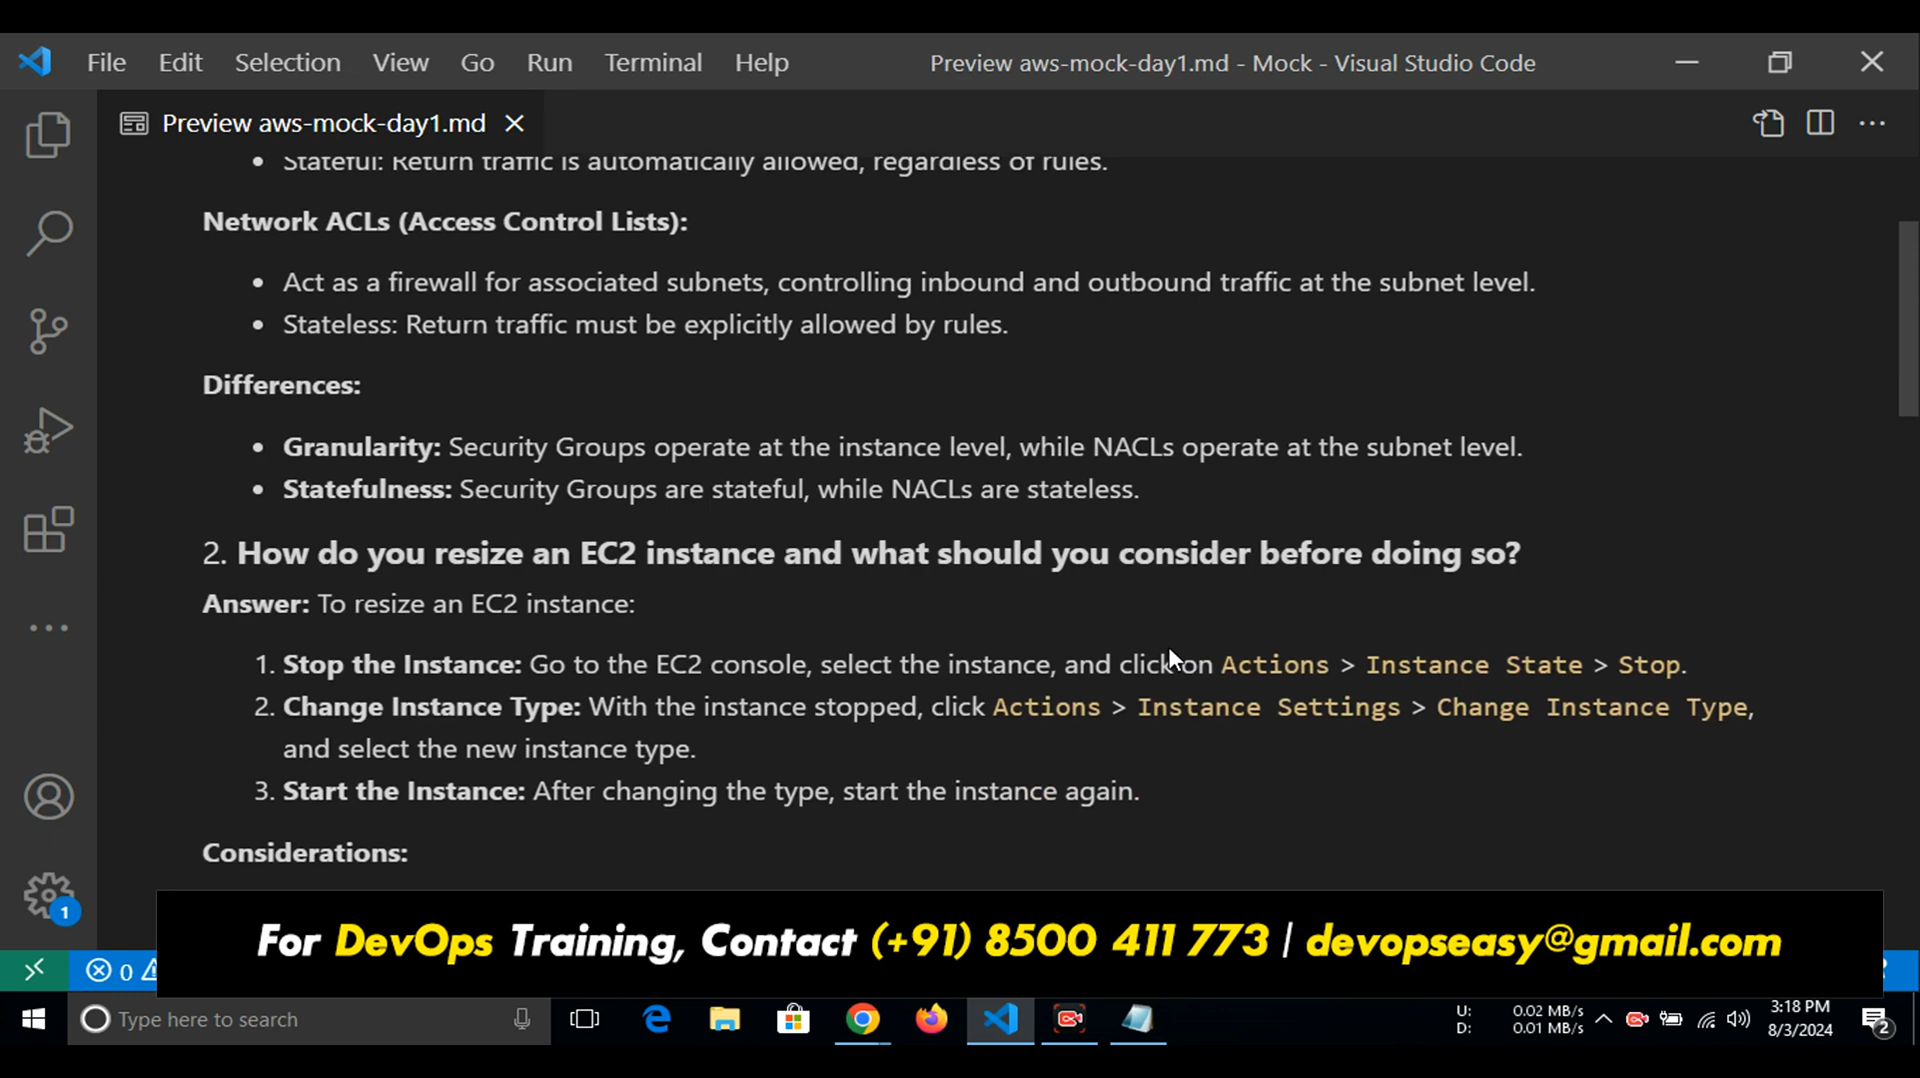 File Edit Selection View Go Run Terminal Help Preview aws-mock-day1.md - Mock - Visual Studio Code
Preview aws-mock-day1.md
• Stateful: Return traffic is automatically allowed, regardless of rules.
Network ACLs (Access Control Lists):
• Act as a firewall for associated subnets, controlling inbound and outbound traffic at the subnet level.
• Stateless: Return traffic must be explicitly allowed by rules.
Differences:
• Granularity: Security Groups operate at the instance level, while NACLs operate at the subnet level.
• Statefulness: Security Groups are stateful, while NACLs are stateless.
2. How do you resize an EC2 instance and what should you consider before doing so?
Answer: To resize an EC2 instance:
1. Stop the Instance: Go to the EC2 console, select the instance, and click on Actions > Instance State > Stop.
2. Change Instance Type: With the instance stopped, click Actions > Instance Settings > Change Instance Type,
and select the new instance type.
3. Start the Instance: After changing the type, start the instance again.
Considerations:
1
For DevOps Training, Contact (+91) 8500 411 773 | devopseasy@gmail.com
0
Type here to search
U: 0.02 MB/s
D: 0.01 MB/s
3:18 PM
8/3/2024
2